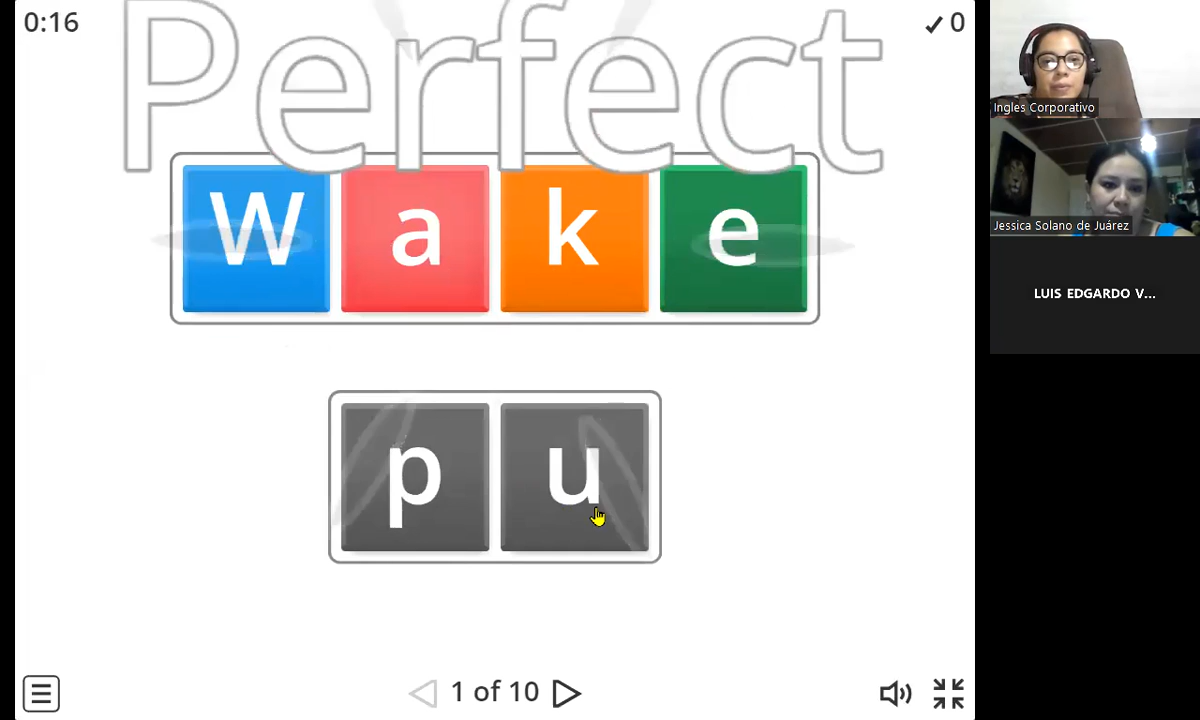 0:16
Perfect
✓ 0
W a k e
p u
1 of 10
Ingles Corporativo
Jessica Solano de Juárez
LUIS EDGARDO V...